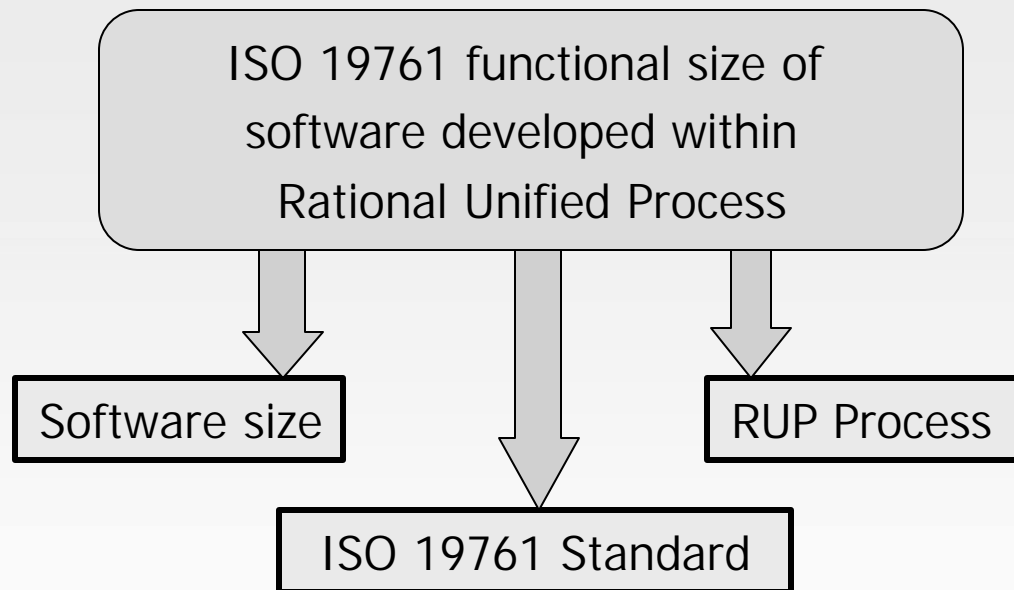 ISO 19761 functional size of
software developed within
Rational Unified Process
Software size
RUP Process
ISO 19761 Standard